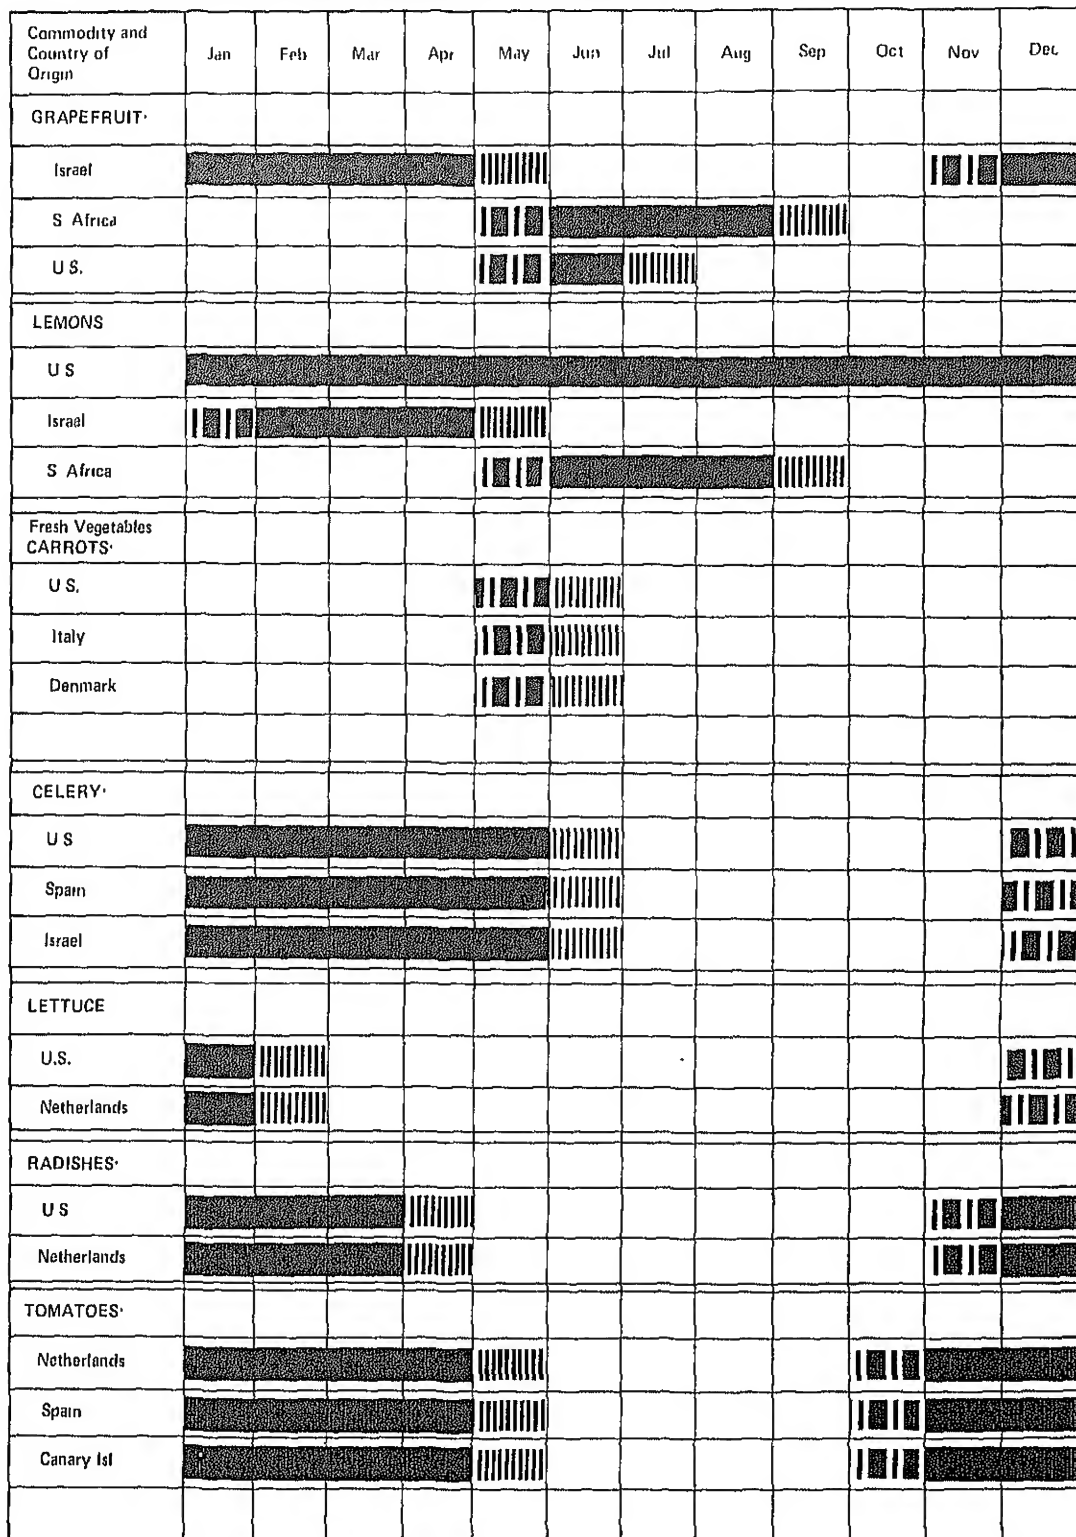 Commodity and
Country of
Origin
Jan Feb Mar Apr May Jun Jul Aug Sep Oct Nov Dec
GRAPEFRUIT·
Israel
S Africa
U S.
LEMONS
U S
Israel
S Africa
Fresh Vegetables
CARROTS·
U S.
Italy
Denmark
CELERY·
U S
Spain
Israel
LETTUCE
U.S.
Netherlands
RADISHES·
U S
Netherlands
TOMATOES·
Netherlands
Spain
Canary Isl